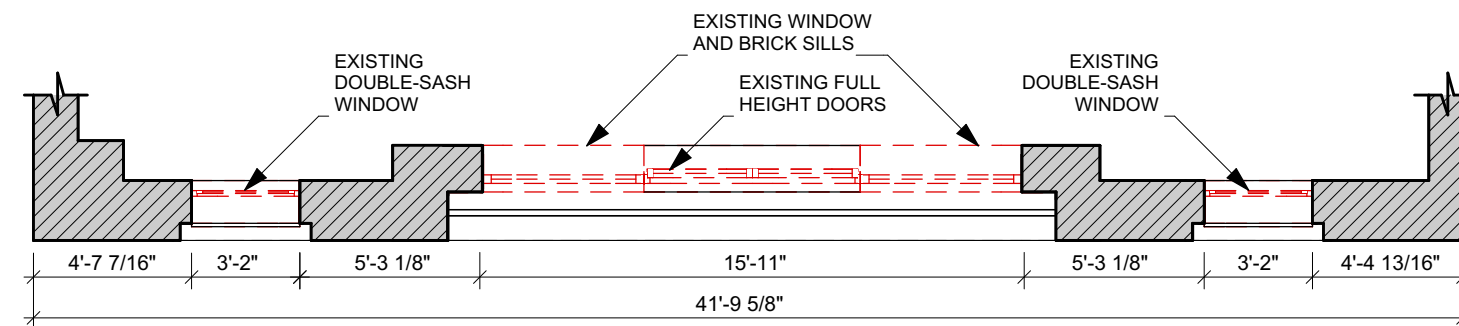 EXISTING WINDOW
AND BRICK SILLS
EXISTING
DOUBLE-SASH
WINDOW
EXISTING FULL
HEIGHT DOORS
EXISTING
DOUBLE-SASH
WINDOW
4'-7 7/16"
3'-2"
5'-3 1/8"
15'-11"
5'-3 1/8"
3'-2"
4'-4 13/16"
41'-9 5/8"